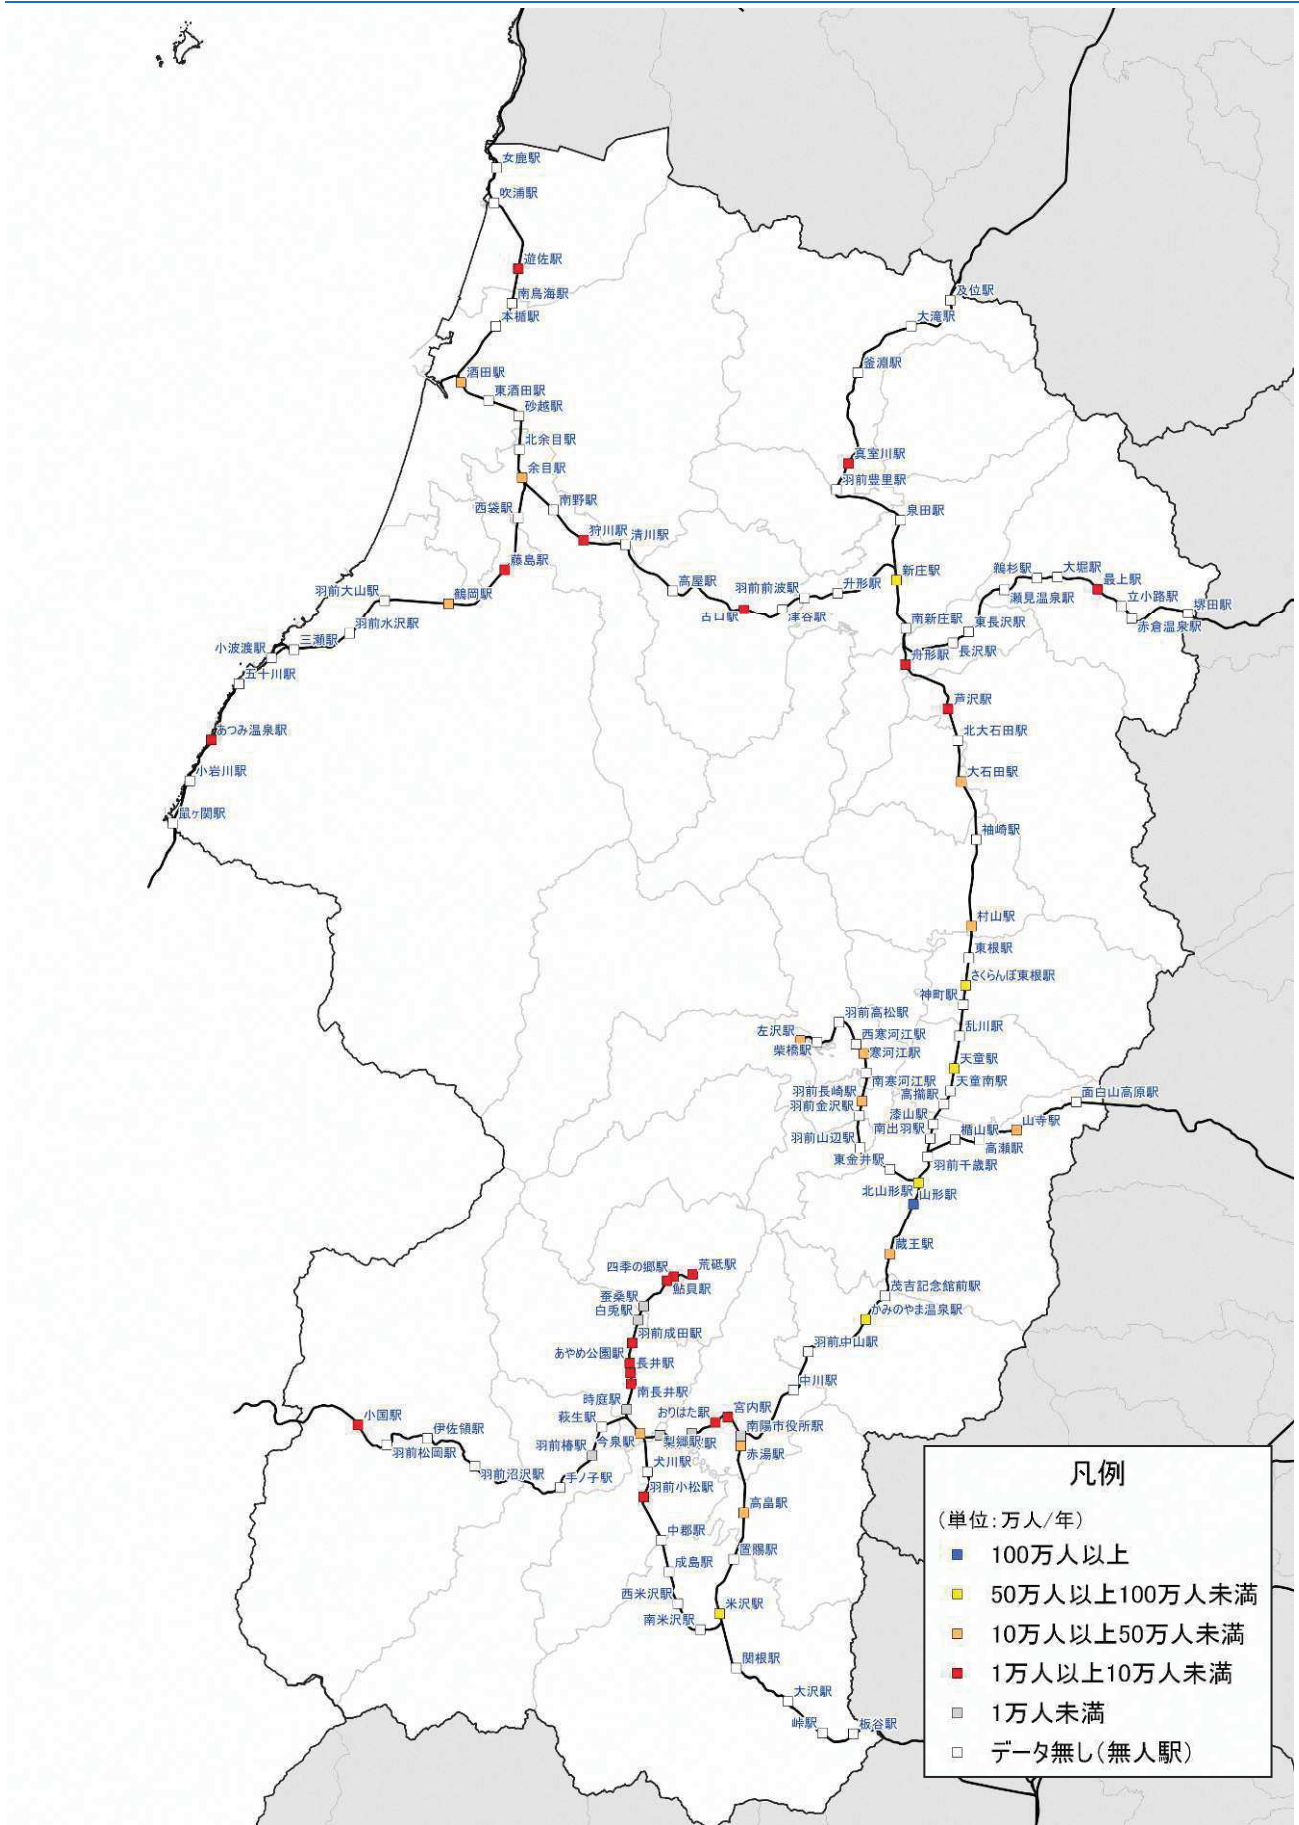 女鹿駅
吹浦駅
遊佐駅
南鳥海駅
本楯駅
酒田駅
東酒田駅
砂越駅
北余目駅
余目駅
西袋駅
南野駅
狩川駅
清川駅
藤島駅
鶴岡駅
羽前大山駅
羽前水沢駅
三瀬駅
小波渡駅
五十川駅
あつみ温泉駅
小岩川駅
鼠ヶ関駅
高屋駅
古口駅
津谷駅
羽前前波駅
升形駅
及位駅
大滝駅
釜淵駅
真室川駅
羽前豊里駅
泉田駅
新庄駅
南新庄駅
舟形駅
長沢駅
東長沢駅
瀬見温泉駅
鵜杉駅
大堀駅
最上駅
立小路駅
赤倉温泉駅
堺田駅
芦沢駅
北大石田駅
大石田駅
袖崎駅
村山駅
東根駅
さくらんぼ東根駅
神町駅
乱川駅
天童駅
天童南駅
高擶駅
漆山駅
南出羽駅
羽前千歳駅
楯山駅
高瀬駅
山寺駅
面白山高原駅
左沢駅
柴橋駅
羽前高松駅
西寒河江駅
寒河江駅
南寒河江駅
羽前長崎駅
羽前金沢駅
羽前山辺駅
東金井駅
北山形駅
山形駅
蔵王駅
茂吉記念館前駅
かみのやま温泉駅
羽前中山駅
中川駅
四季の郷駅
荒砥駅
鮎貝駅
蚕桑駅
白兎駅
羽前成田駅
あやめ公園駅
長井駅
南長井駅
時庭駅
萩生駅
羽前椿駅
今泉駅
梨郷駅
おりはた駅
宮内駅
南陽市役所駅
赤湯駅
小国駅
伊佐領駅
羽前松岡駅
羽前沼沢駅
手ノ子駅
犬川駅
羽前小松駅
中郡駅
成島駅
西米沢駅
南米沢駅
高畠駅
置賜駅
米沢駅
関根駅
大沢駅
峠駅
板谷駅
凡例
(単位:万人/年)
100万人以上
50万人以上100万人未満
10万人以上50万人未満
1万人以上10万人未満
1万人未満
データ無し(無人駅)